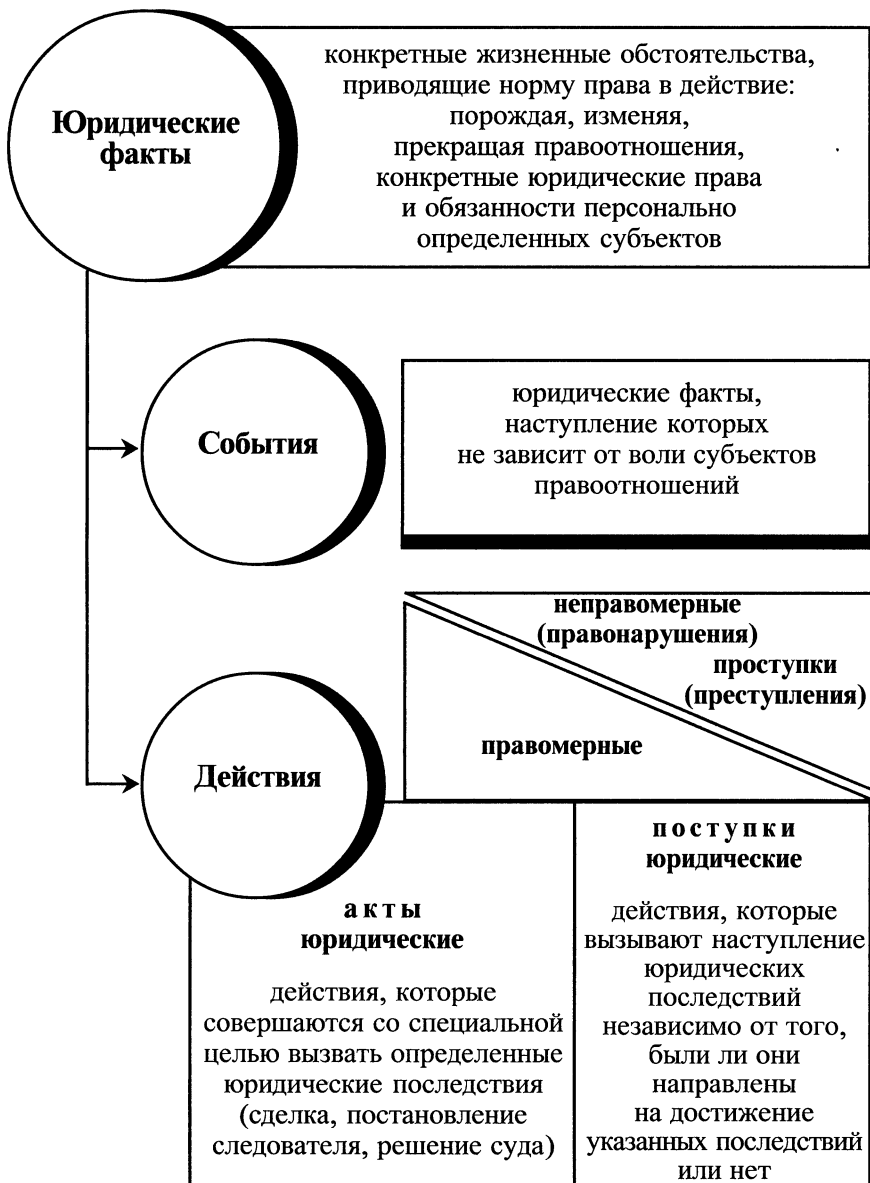 Юридические
факты
конкретные жизненные обстоятельства,
приводящие норму права в действие:
порождая, изменяя,
прекращая правоотношения,
конкретные юридические права
и обязанности персонально
определенных субъектов
События
юридические факты,
наступление которых
не зависит от воли субъектов
правоотношений
Действия
неправомерные
(правонарушения)
проступки
(преступления)
правомерные
акты
юридические
действия, которые
совершаются со специальной
целью вызвать определенные
юридические последствия
(сделка, постановление
следователя, решение суда)
поступки
юридические
действия, которые
вызывают наступление
юридических
последствий
независимо от того,
были ли они
направлены
на достижение
указанных последствий
или нет